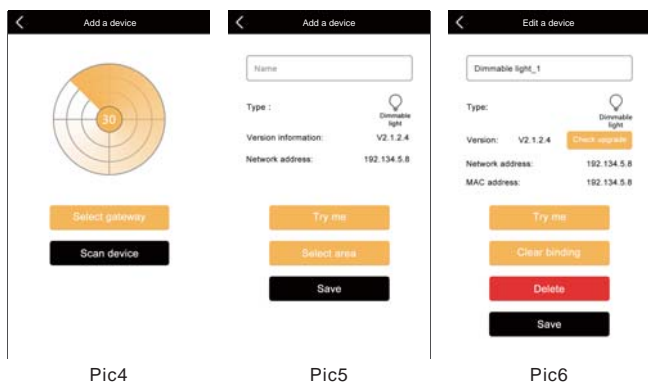 Add a device
30
Select gateway
Scan device
Pic4
Add a device
Name
Type :
Dimmable
light
Version information: V2.1.2.4
Network address: 192.134.5.8
Try me
Select area
Save
Pic5
Edit a device
Dimmable light_1
Type:
Dimmable
light
Version: V2.1.2.4 Check upgrade
Network address: 192.134.5.8
MAC address: 192.134.5.8
Try me
Clear binding
Delete
Save
Pic6